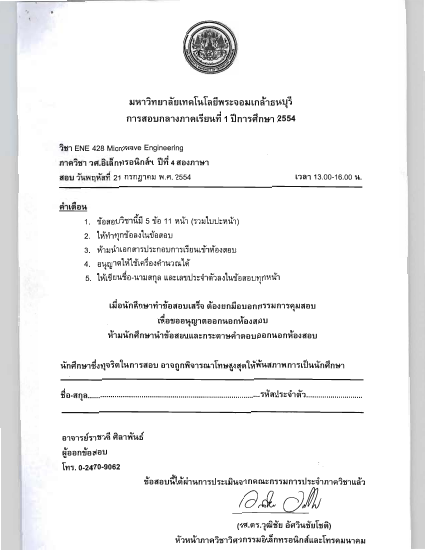 มหาวิทยาลัยเทคโนโลยีพระจอมเกล้าธนบุรี
การสอบกลางภาคเรียนที่ 1 ปีการศึกษา 2554
วิชา ENE 428 Microwave Engineering
ภาควิชา วศ.อิเล็กทรอนิกส์ฯ ปีที่ 4 สองภาษา
สอบ วันพฤหัสที่ 21 กรกฎาคม พ.ศ. 2554 เวลา 13.00-16.00 น.
คำเตือน
1. ข้อสอบวิชานี้มี 5 ข้อ 11 หน้า (รวมใบปะหน้า)
2. ให้ทำทุกข้อลงในข้อสอบ
3. ห้ามนำเอกสารประกอบการเรียนเข้าห้องสอบ
4. อนุญาตให้ใช้เครื่องคำนวณได้
5. ให้เขียนชื่อ-นามสกุล และเลขประจำตัวลงในข้อสอบทุกหน้า
เมื่อนักศึกษาทำข้อสอบเสร็จ ต้องยกมือบอกกรรมการคุมสอบ
เพื่อขออนุญาตออกนอกห้องสอบ
ห้ามนักศึกษานำข้อสอบและกระดาษคำตอบออกนอกห้องสอบ
นักศึกษาซึ่งทุจริตในการสอบ อาจถูกพิจารณาโทษสูงสุดให้พ้นสภาพการเป็นนักศึกษา
ชื่อ-สกุล..........................................................รหัสประจำตัว........................
อาจารย์ราชวดี ศิลาพันธ์
ผู้ออกข้อสอบ
โทร. 0-2470-9062
ข้อสอบนี้ได้ผ่านการประเมินจากคณะกรรมการประจำภาควิชาแล้ว
(รศ.ดร.วุฒิชัย อัศวินชัยโชติ)
หัวหน้าภาควิชาวิศวกรรมอิเล็กทรอนิกส์และโทรคมนาคม